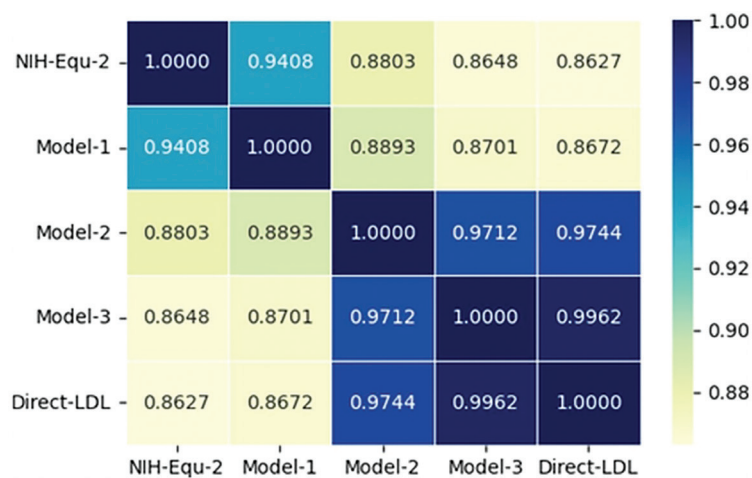 NIH-Equ-2 1.0000 0.9408 0.8803 0.8648 0.8627
Model-1 0.9408 1.0000 0.8893 0.8701 0.8672
Model-2 0.8803 0.8893 1.0000 0.9712 0.9744
Model-3 0.8648 0.8701 0.9712 1.0000 0.9962
Direct-LDL 0.8627 0.8672 0.9744 0.9962 1.0000
NIH-Equ-2 Model-1 Model-2 Model-3 Direct-LDL
1.00
0.98
0.96
0.94
0.92
0.90
0.88